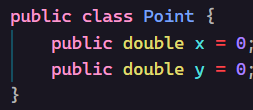 public class Point {
    public double x = 0;
    public double y = 0;
}